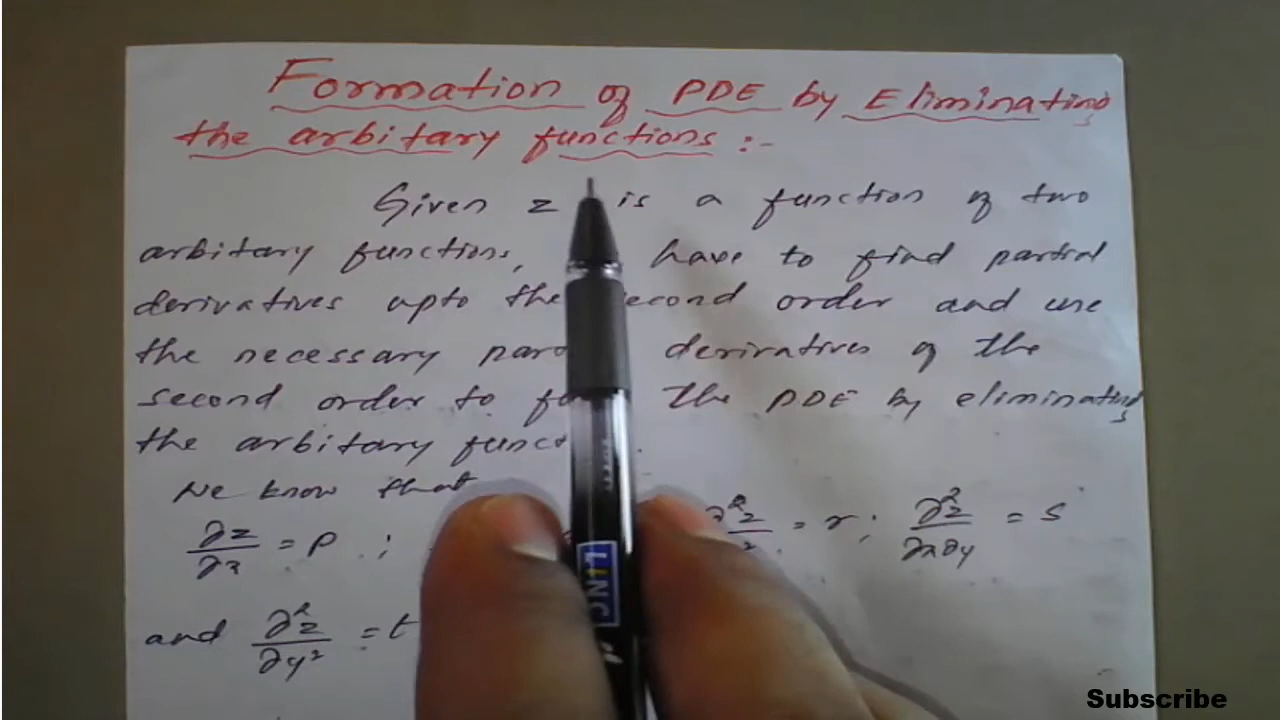 Formation of PDE by Eliminating
the arbitary functions :-
Given z is a function of two
arbitary functions, have to find partial
derivatives upto the second order and use
the necessary derivatives of the
second order to the PDE by eliminating
the arbitary
We know that
∂z/∂x = p ; = r ; ∂²z/∂x∂y = s
and ∂²z/∂y² = t
LINC
Subscribe